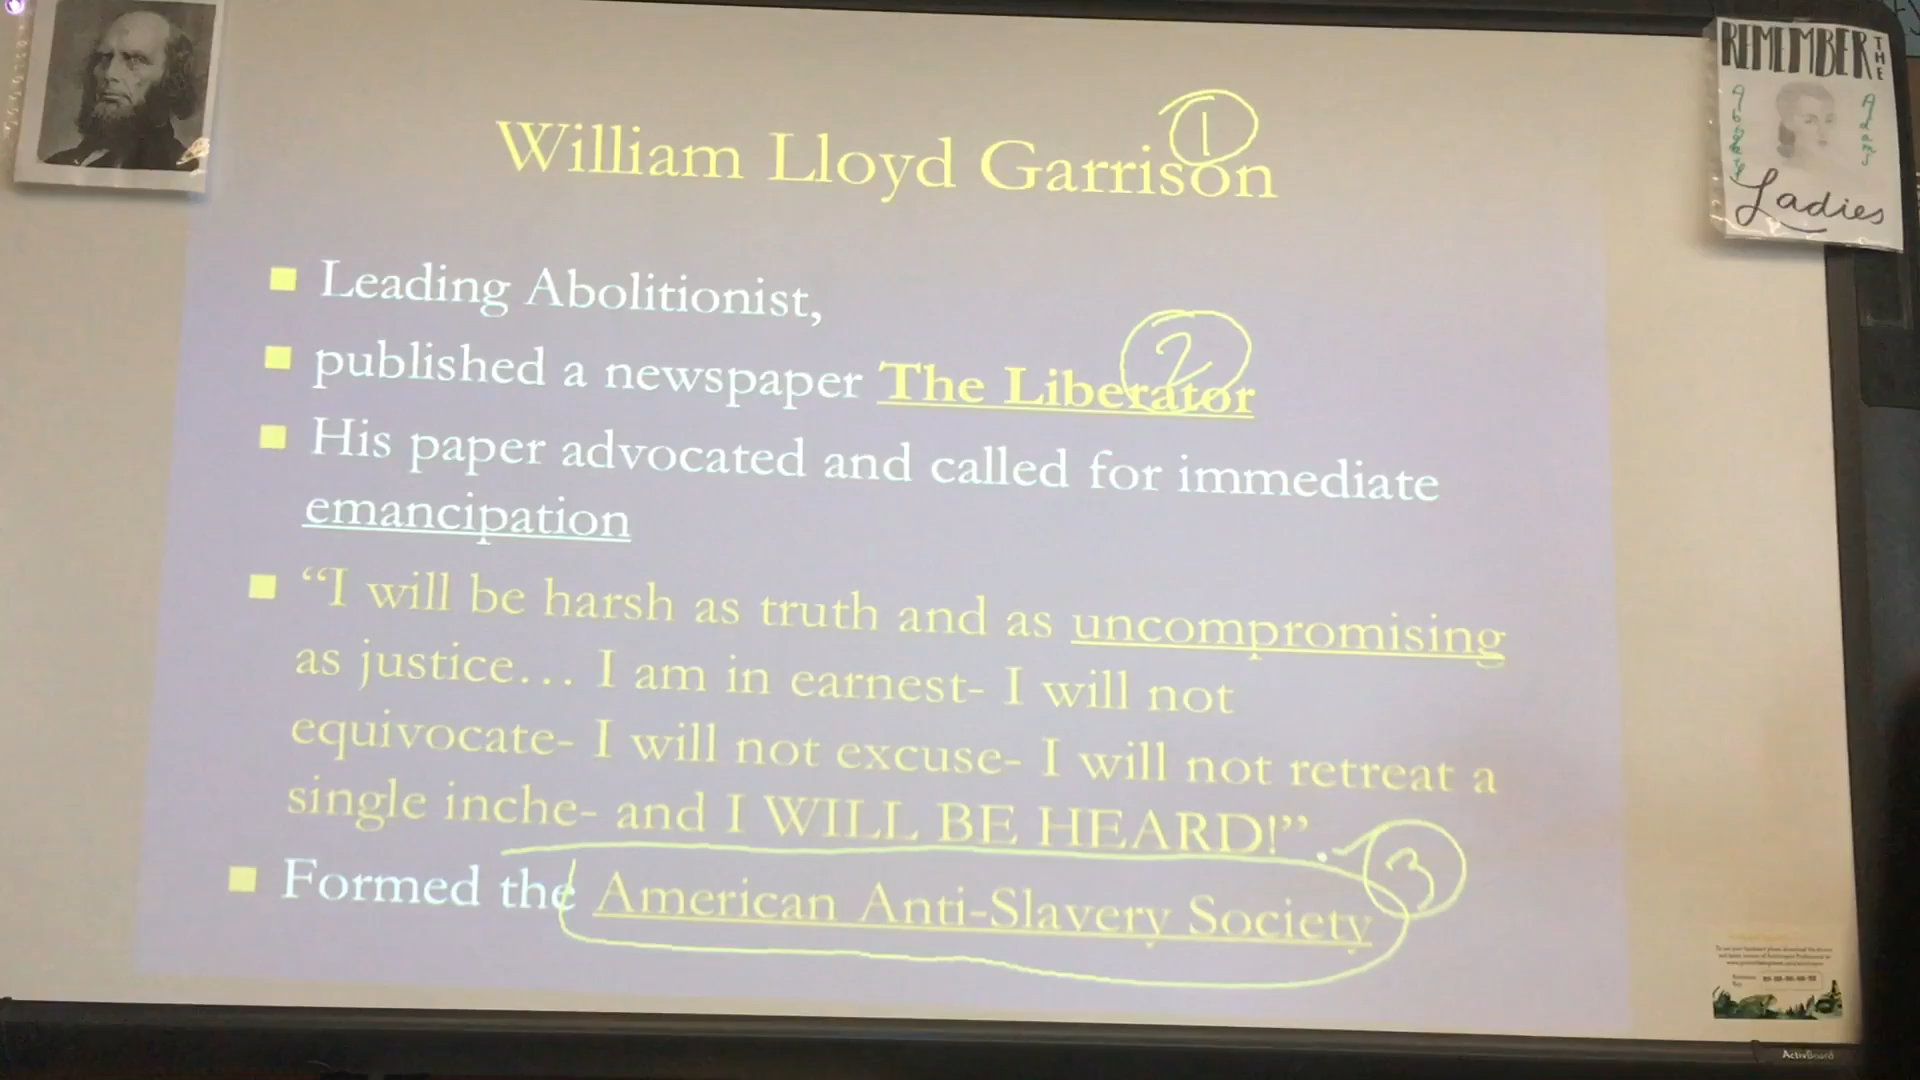 REMEMBER THE
Abigail Adams
Ladies
1
William Lloyd Garrison
Leading Abolitionist,
2
published a newspaper The Liberator
His paper advocated and called for immediate
emancipation
“I will be harsh as truth and as uncompromising
as justice… I am in earnest- I will not
equivocate- I will not excuse- I will not retreat a
single inche- and I WILL BE HEARD!”.
3
Formed the American Anti-Slavery Society
ActivBoard